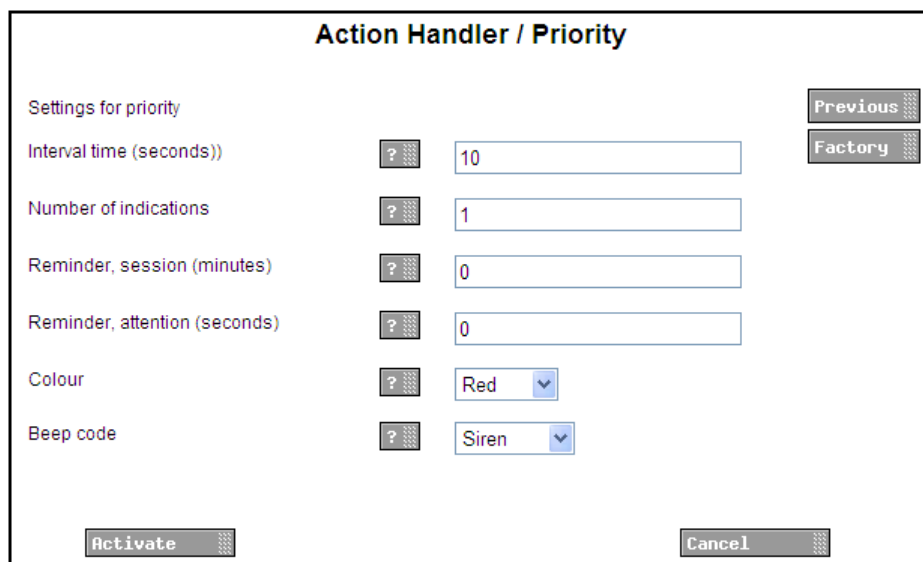 Action Handler / Priority
Settings for priority
Previous
Interval time (seconds))
?
10
Factory
Number of indications
?
1
Reminder, session (minutes)
?
0
Reminder, attention (seconds)
?
0
Colour
?
Red
Beep code
?
Siren
Activate
Cancel